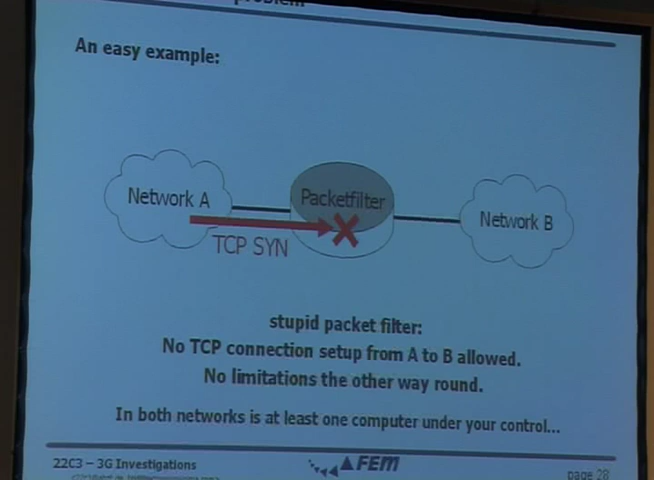 problem
An easy example:
Network A
Packetfilter
Network B
TCP SYN
stupid packet filter:
No TCP connection setup from A to B allowed.
No limitations the other way round.
In both networks is at least one computer under your control...
22C3 – 3G Investigations
FEM
page 28